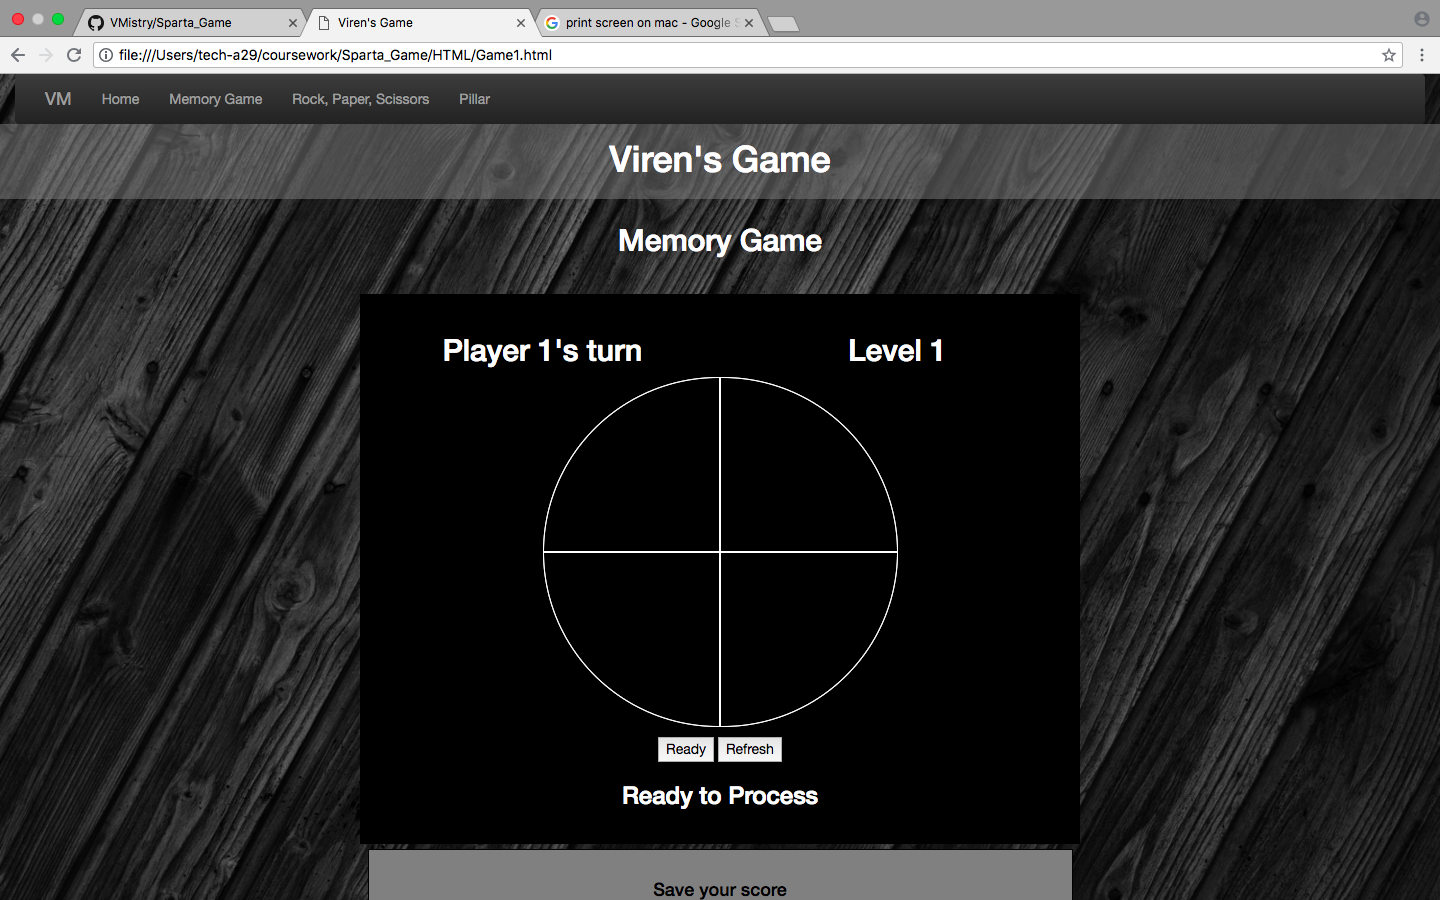 VMistry/Sparta_Game
Viren's Game
print screen on mac - Google
file:///Users/tech-a29/coursework/Sparta_Game/HTML/Game1.html
VM Home Memory Game Rock, Paper, Scissors Pillar
Viren's Game
Memory Game
Player 1's turn Level 1
Ready Refresh
Ready to Process
Save your score